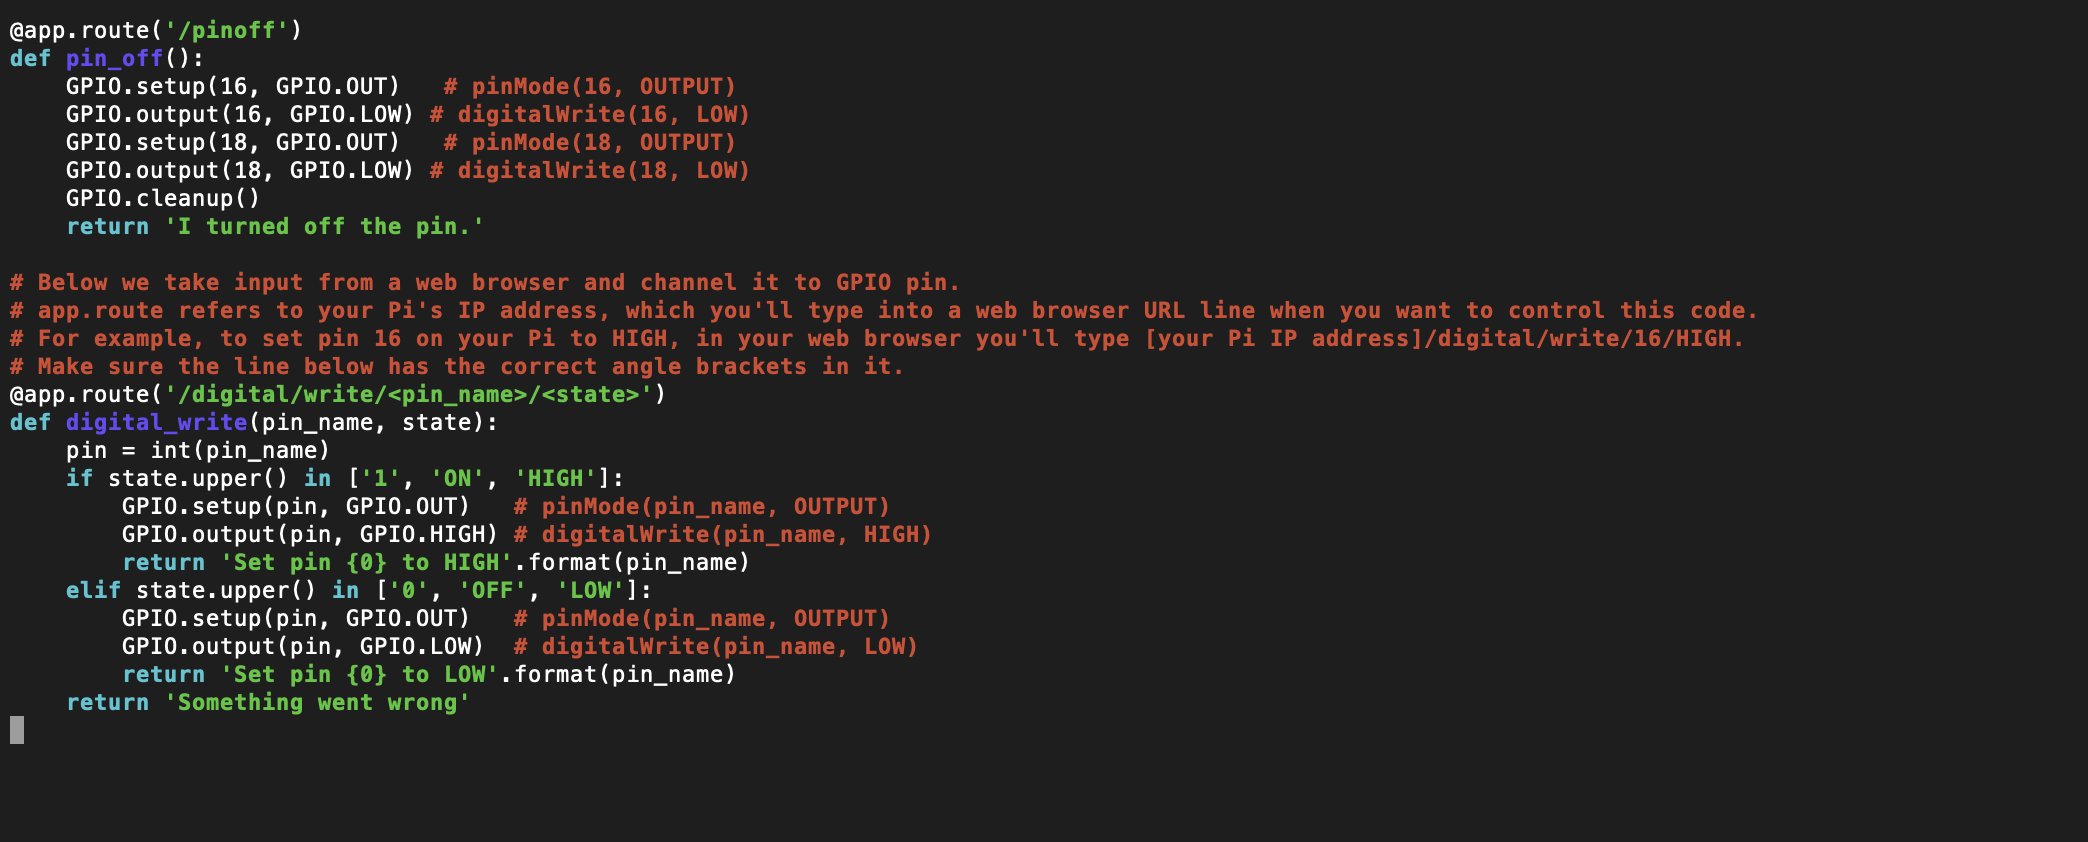 @app.route('/pinoff')
def pin_off():
    GPIO.setup(16, GPIO.OUT)   # pinMode(16, OUTPUT)
    GPIO.output(16, GPIO.LOW) # digitalWrite(16, LOW)
    GPIO.setup(18, GPIO.OUT)   # pinMode(18, OUTPUT)
    GPIO.output(18, GPIO.LOW) # digitalWrite(18, LOW)
    GPIO.cleanup()
    return 'I turned off the pin.'

# Below we take input from a web browser and channel it to GPIO pin.
# app.route refers to your Pi's IP address, which you'll type into a web browser URL line when you want to control this code.
# For example, to set pin 16 on your Pi to HIGH, in your web browser you'll type [your Pi IP address]/digital/write/16/HIGH.
# Make sure the line below has the correct angle brackets in it.
@app.route('/digital/write/<pin_name>/<state>')
def digital_write(pin_name, state):
    pin = int(pin_name)
    if state.upper() in ['1', 'ON', 'HIGH']:
        GPIO.setup(pin, GPIO.OUT)   # pinMode(pin_name, OUTPUT)
        GPIO.output(pin, GPIO.HIGH) # digitalWrite(pin_name, HIGH)
        return 'Set pin {0} to HIGH'.format(pin_name)
    elif state.upper() in ['0', 'OFF', 'LOW']:
        GPIO.setup(pin, GPIO.OUT)   # pinMode(pin_name, OUTPUT)
        GPIO.output(pin, GPIO.LOW)  # digitalWrite(pin_name, LOW)
        return 'Set pin {0} to LOW'.format(pin_name)
    return 'Something went wrong'